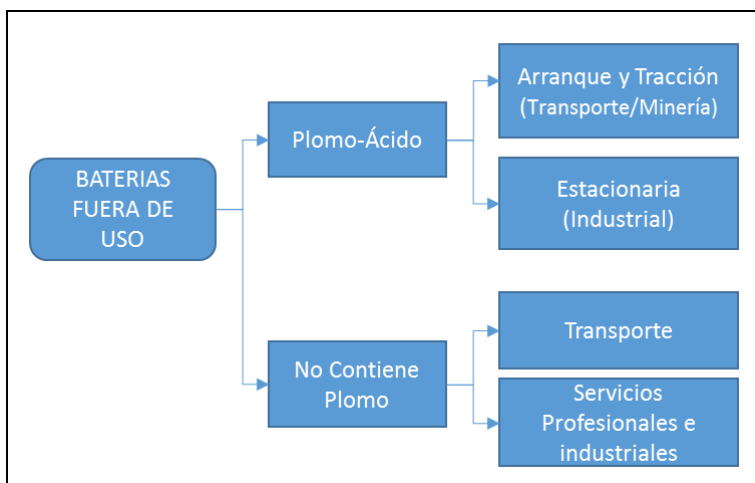 BATERIAS
FUERA DE
USO
Plomo-Ácido
Arranque y Tracción
(Transporte/Minería)
Estacionaria
(Industrial)
No Contiene
Plomo
Transporte
Servicios
Profesionales e
industriales